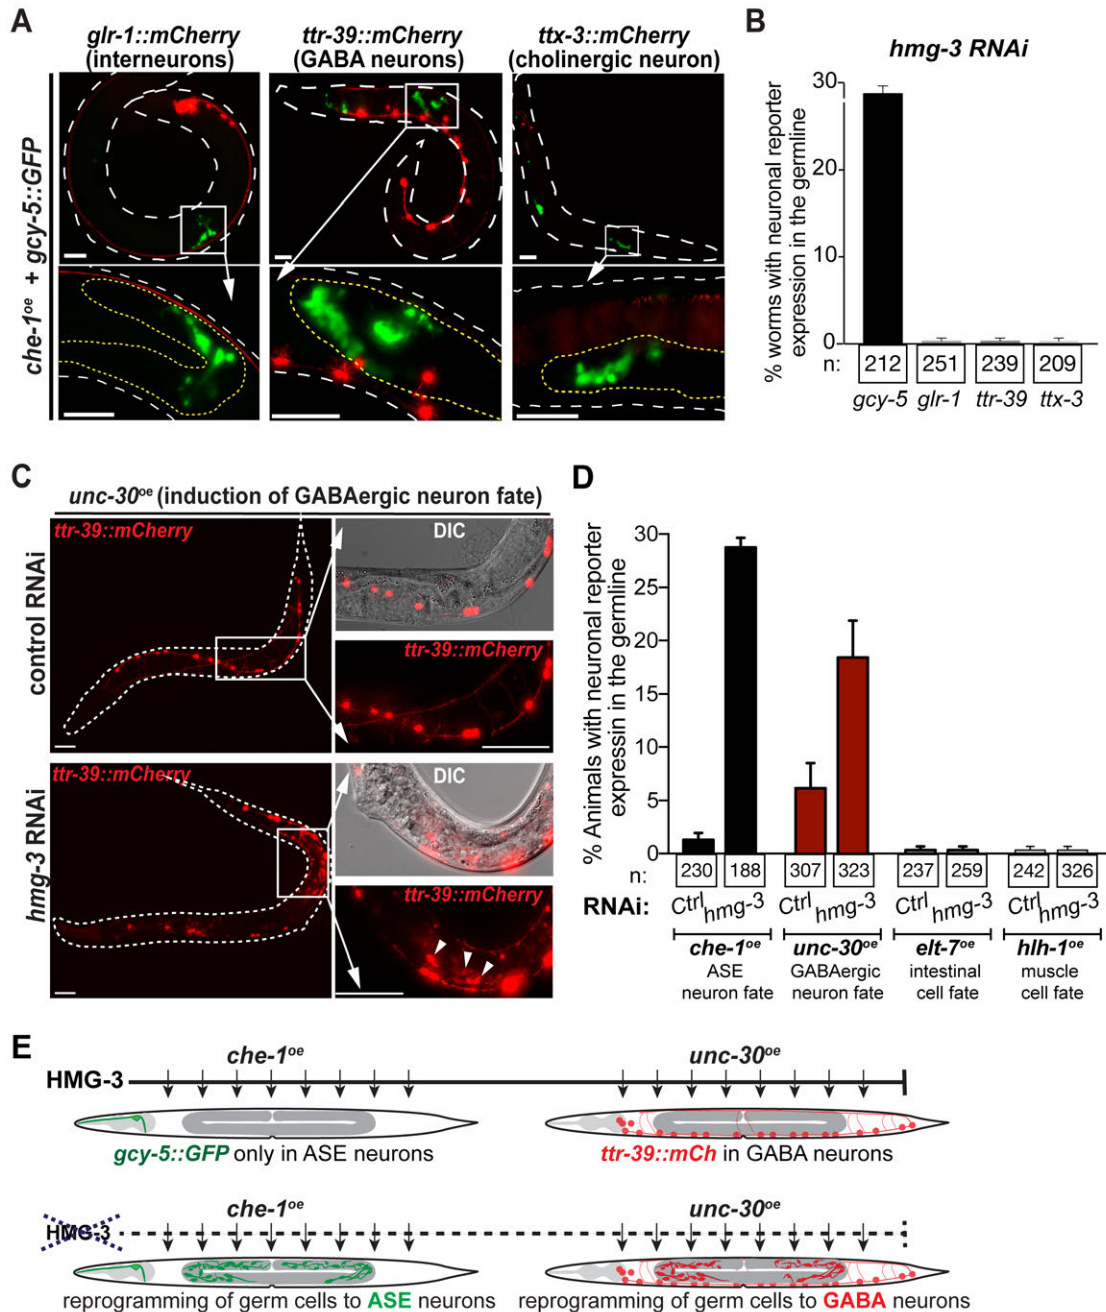 A
glr-1::mCherry
(interneurons)
ttr-39::mCherry
(GABA neurons)
ttx-3::mCherry
(cholinergic neuron)
che-1oe + gcy-5::GFP
B
hmg-3 RNAi
% worms with neuronal reporter
expression in the germline
30
20
10
0
n:
212
251
239
209
gcy-5
glr-1
ttr-39
ttx-3
C
unc-30oe (induction of GABAergic neuron fate)
control RNAi
ttr-39::mCherry
DIC
ttr-39::mCherry
hmg-3 RNAi
ttr-39::mCherry
DIC
ttr-39::mCherry
D
% Animals with neuronal reporter
expressin in the germline
30
25
20
15
10
5
0
n:
230
188
307
323
237
259
242
326
RNAi:
Ctrl
hmg-3
Ctrl
hmg-3
Ctrl
hmg-3
Ctrl
hmg-3
che-1oe
ASE
neuron fate
unc-30oe
GABAergic
neuron fate
elt-7oe
intestinal
cell fate
hlh-1oe
muscle
cell fate
E
che-1oe
unc-30oe
HMG-3
gcy-5::GFP only in ASE neurons
ttr-39::mCh in GABA neurons
che-1oe
unc-30oe
HMG-3
reprogramming of germ cells to ASE neurons
reprogramming of germ cells to GABA neurons